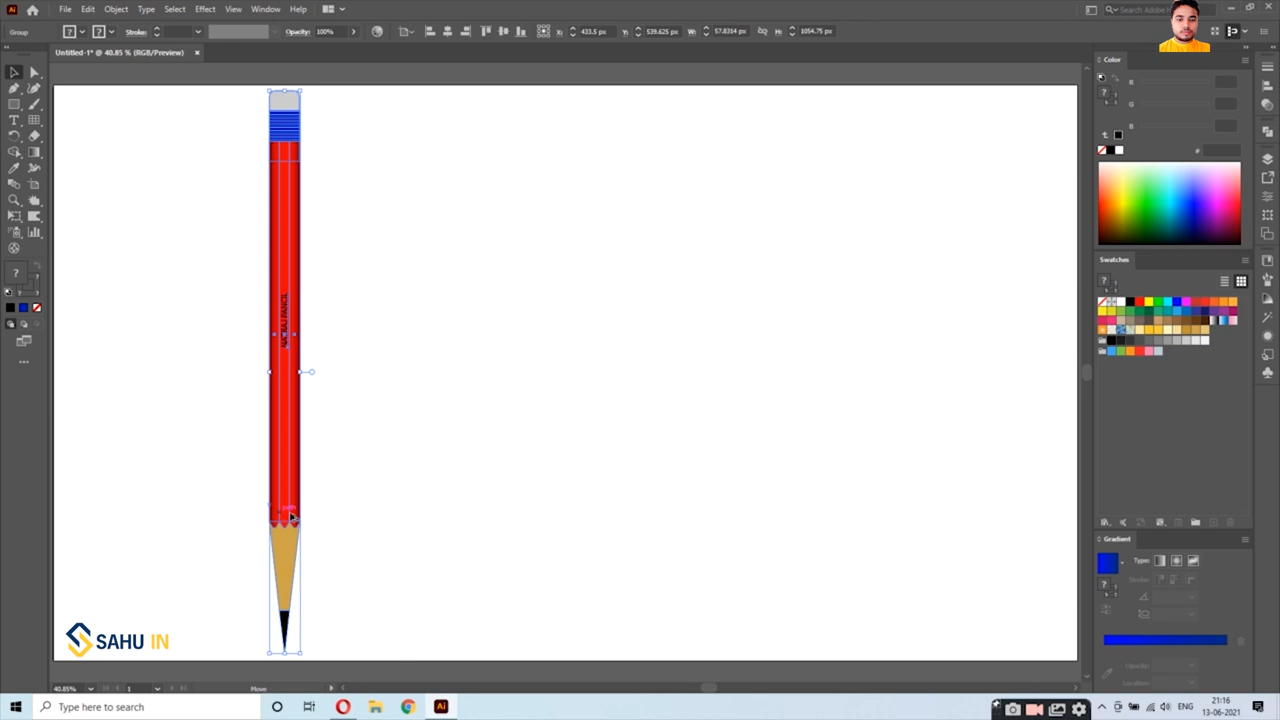 File Edit Object Type Select Effect View Window Help
Search Adobe Help
Group
Stroke:
Opacity: 100%
X: 433.5 px
Y: 539.625 px
W: 57.8314 px
H: 1054.75 px
Untitled-1* @ 40.85 % (RGB/Preview)
Color
R
G
B
#
Swatches
Gradient
Type:
Stroke:
Opacity:
Location:
SAHU IN
40.85%
1
Move
Type here to search
ENG
21:16
13-06-2021